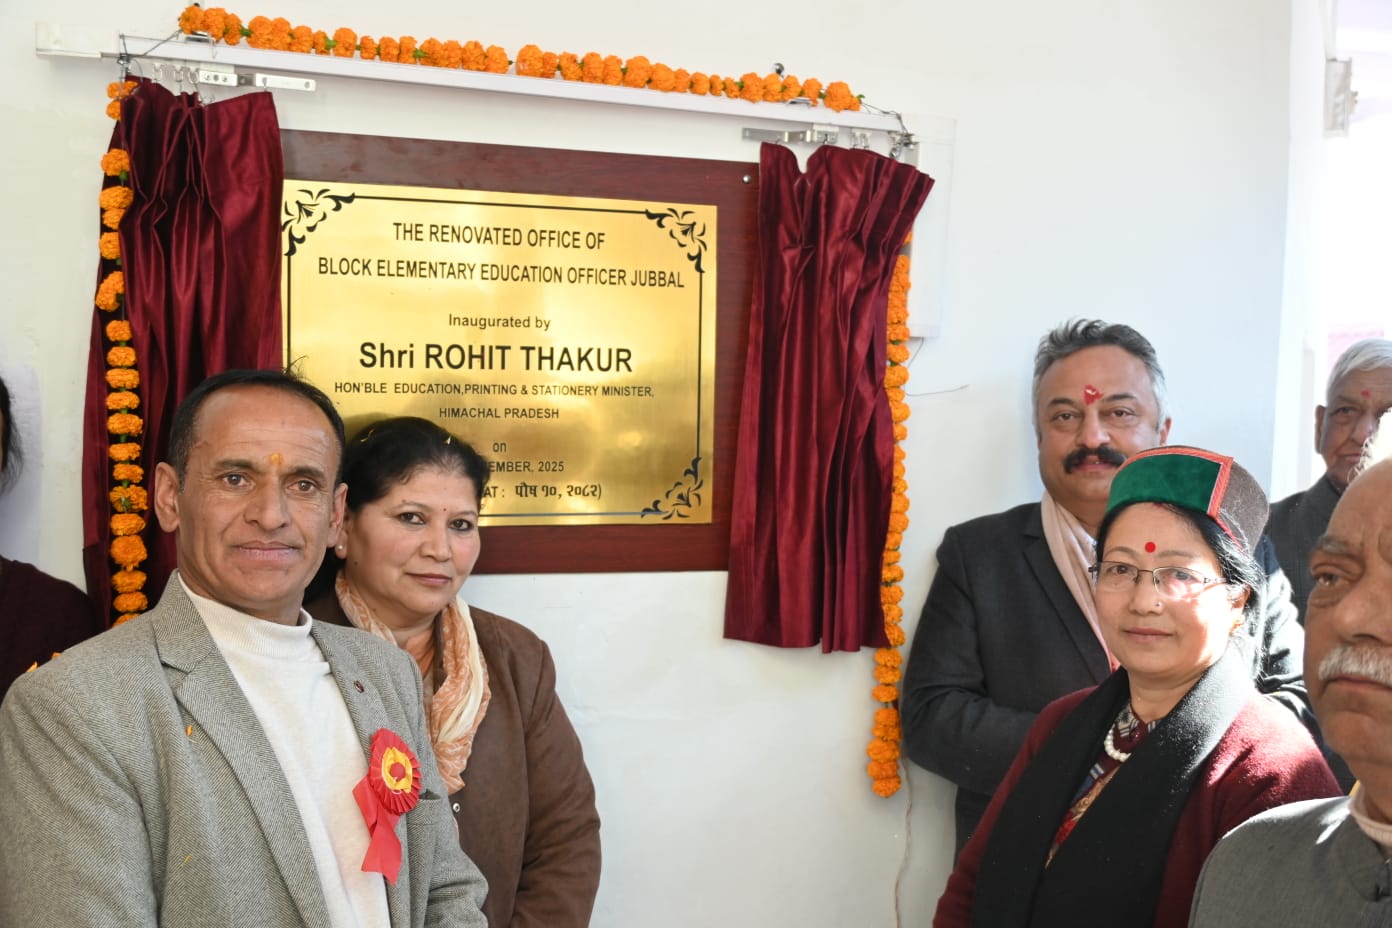 THE RENOVATED OFFICE OF
BLOCK ELEMENTARY EDUCATION OFFICER JUBBAL
Inaugurated by
Shri ROHIT THAKUR
HON'BLE EDUCATION,PRINTING & STATIONERY MINISTER,
HIMACHAL PRADESH
on
EMBER, 2025
AT : पौष १०, २०८२)